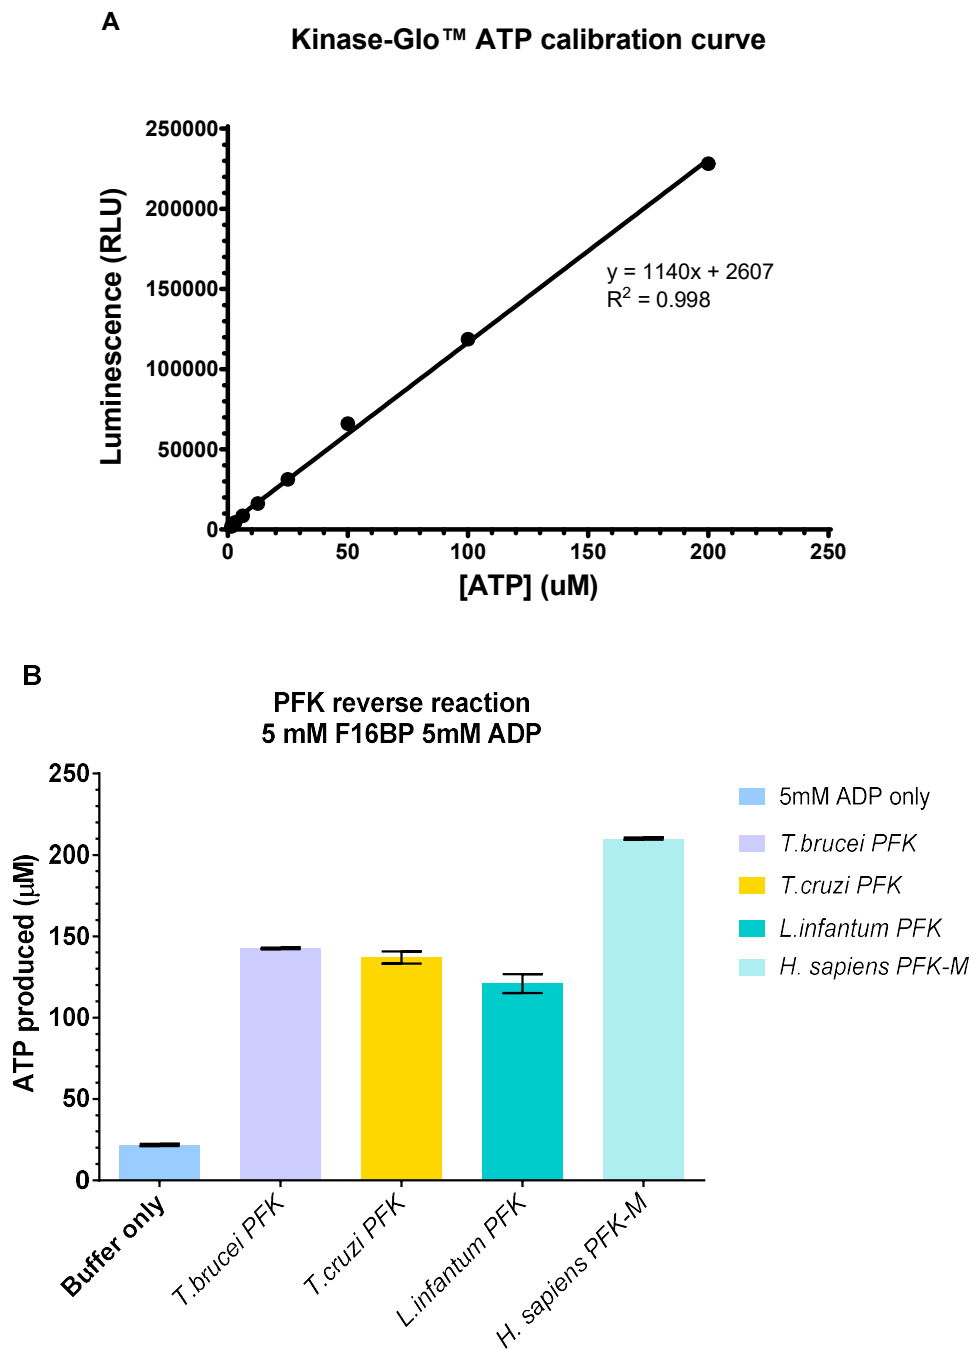 A
Kinase-Glo™ ATP calibration curve
250000
200000
150000
100000
50000
0
Luminescence (RLU)
y = 1140x + 2607
R² = 0.998
0 50 100 150 200 250
[ATP] (uM)
B
PFK reverse reaction
5 mM F16BP 5mM ADP
250
200
150
100
50
0
ATP produced (μM)
5mM ADP only
T.brucei PFK
T.cruzi PFK
L.infantum PFK
H. sapiens PFK-M
Buffer only
T.brucei PFK
T.cruzi PFK
L.infantum PFK
H. sapiens PFK-M